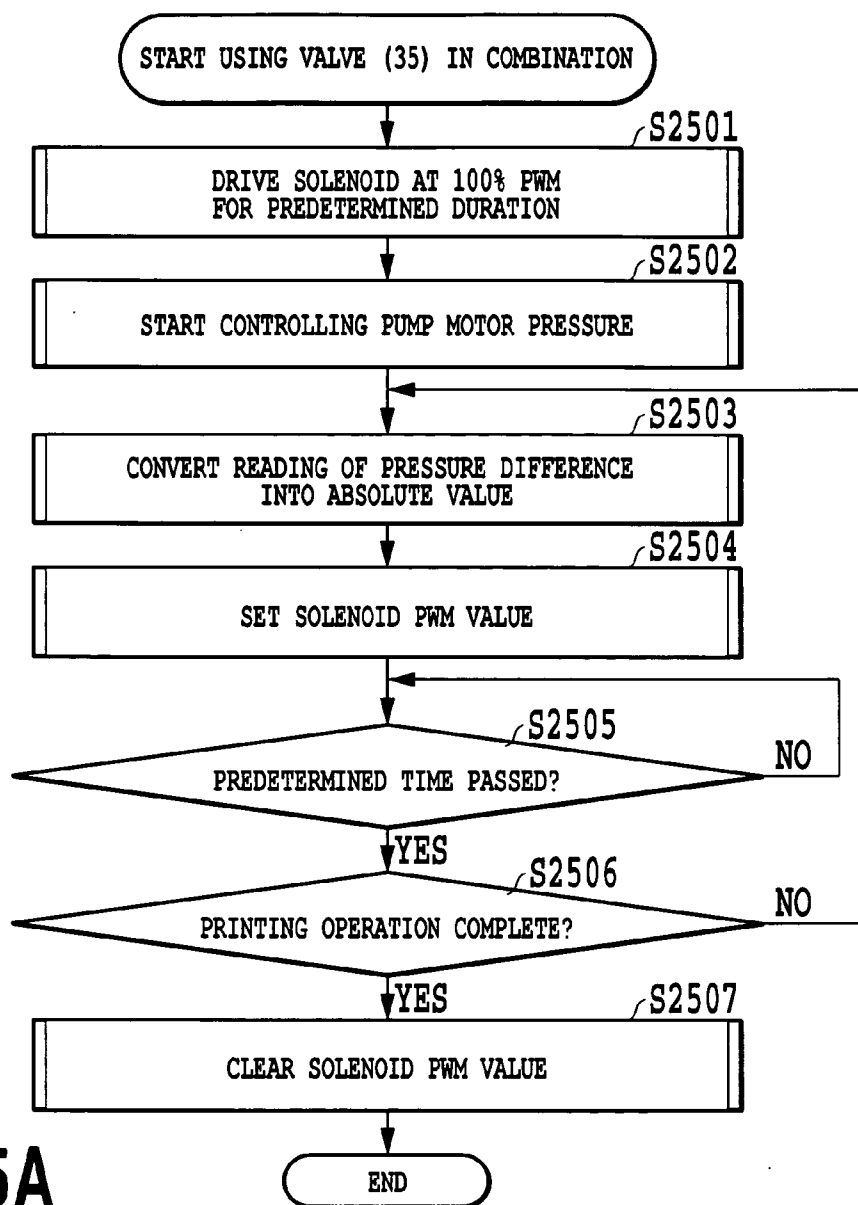 START USING VALVE (35) IN COMBINATION
S2501
DRIVE SOLENOID AT 100% PWM
FOR PREDETERMINED DURATION
S2502
START CONTROLLING PUMP MOTOR PRESSURE
S2503
CONVERT READING OF PRESSURE DIFFERENCE
INTO ABSOLUTE VALUE
S2504
SET SOLENOID PWM VALUE
S2505
PREDETERMINED TIME PASSED?
NO
YES
S2506
PRINTING OPERATION COMPLETE?
NO
YES
S2507
CLEAR SOLENOID PWM VALUE
END
5A